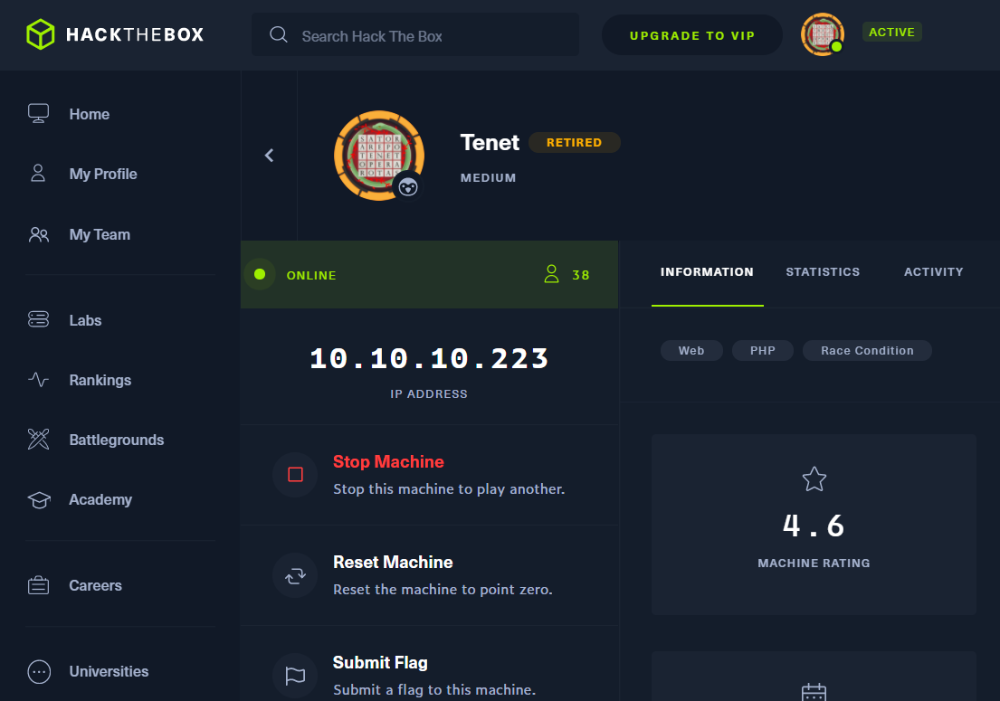 HACKTHEBOX
Search Hack The Box
UPGRADE TO VIP
ACTIVE
Home
My Profile
My Team
Labs
Rankings
Battlegrounds
Academy
Careers
Universities
SATOR
AREPO
TENET
OPERA
ROTAS
Tenet
RETIRED
MEDIUM
ONLINE
38
10.10.10.223
IP ADDRESS
Stop Machine
Stop this machine to play another.
Reset Machine
Reset the machine to point zero.
Submit Flag
Submit a flag to this machine.
INFORMATION
STATISTICS
ACTIVITY
Web
PHP
Race Condition
4.6
MACHINE RATING